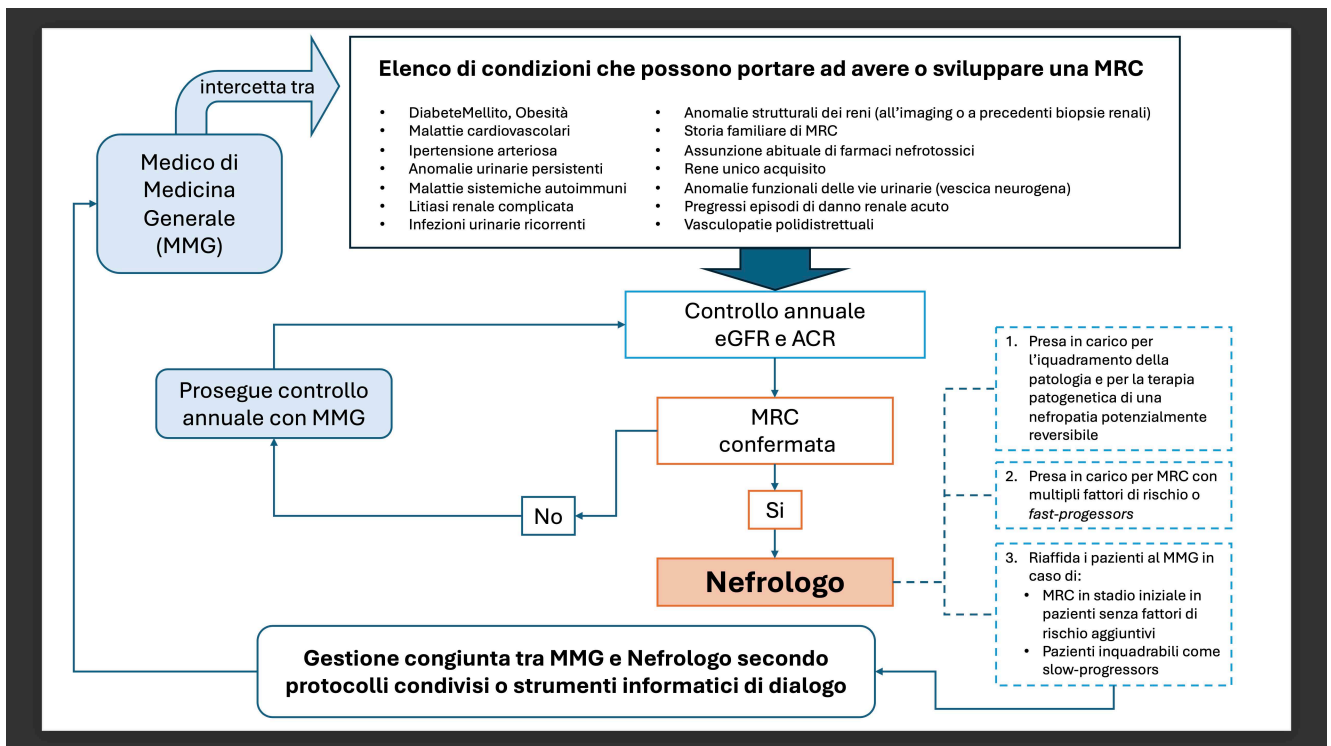 intercetta tra
Medico di
Medicina
Generale
(MMG)
Elenco di condizioni che possono portare ad avere o sviluppare una MRC
• DiabeteMellito, Obesità
• Malattie cardiovascolari
• Ipertensione arteriosa
• Anomalie urinarie persistenti
• Malattie sistemiche autoimmuni
• Litiasi renale complicata
• Infezioni urinarie ricorrenti
• Anomalie strutturali dei reni (all'imaging o a precedenti biopsie renali)
• Storia familiare di MRC
• Assunzione abituale di farmaci nefrotossici
• Rene unico acquisito
• Anomalie funzionali delle vie urinarie (vescica neurogena)
• Pregressi episodi di danno renale acuto
• Vasculopatie polidistrettuali
Controllo annuale
eGFR e ACR
Prosegue controllo
annuale con MMG
MRC
confermata
No
Si
Nefrologo
1. Presa in carico per
l'iquadramento della
patologia e per la terapia
patogenetica di una
nefropatia potenzialmente
reversibile
2. Presa in carico per MRC con
multipli fattori di rischio o
fast-progessors
3. Riaffida i pazienti al MMG in
caso di:
• MRC in stadio iniziale in
pazienti senza fattori di
rischio aggiuntivi
• Pazienti inquadrabili come
slow-progressors
Gestione congiunta tra MMG e Nefrologo secondo
protocolli condivisi o strumenti informatici di dialogo